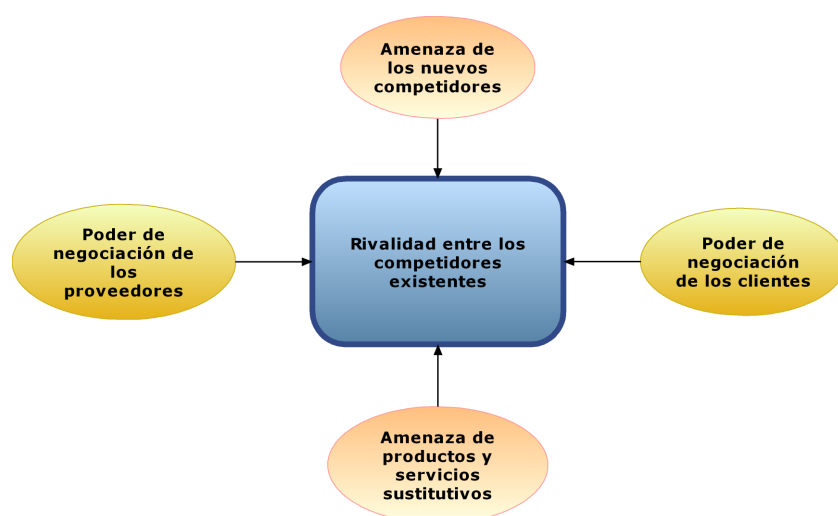 Amenaza de
los nuevos
competidores
Poder de
negociación de
los
proveedores
Rivalidad entre los
competidores
existentes
Poder de
negociación
de los clientes
Amenaza de
productos y
servicios
sustitutivos